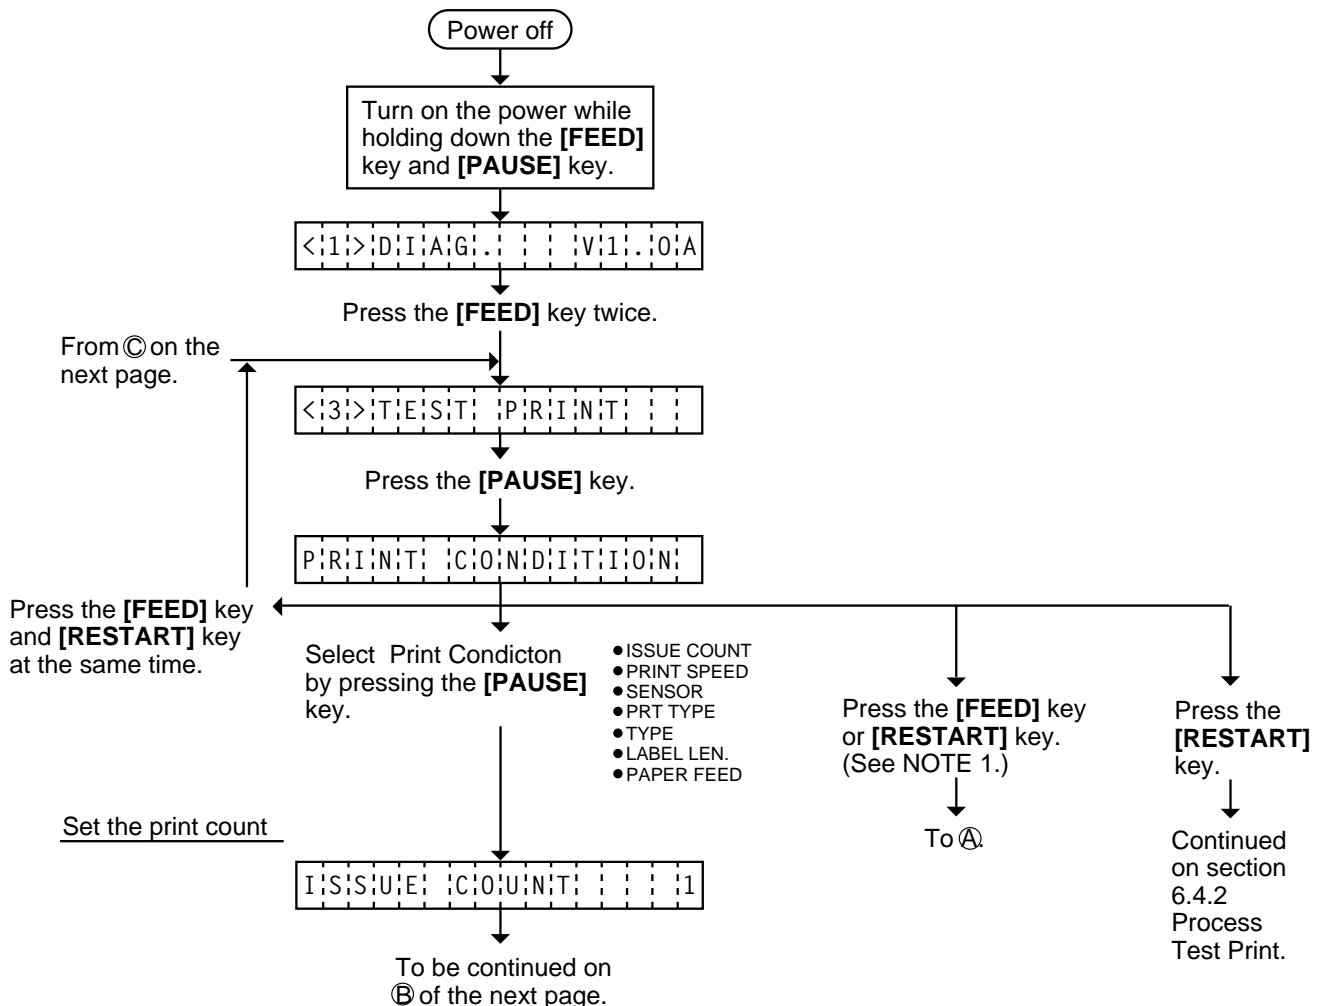 Power off
Turn on the power while
holding down the [FEED]
key and [PAUSE] key.
<1>DIAG.   V1.0A
Press the [FEED] key twice.
From Ⓒ on the
next page.
<3>TEST PRINT
Press the [PAUSE] key.
PRINT CONDITION
Press the [FEED] key
and [RESTART] key
at the same time.
Select Print Condicton
by pressing the [PAUSE]
key.
●ISSUE COUNT
●PRINT SPEED
●SENSOR
●PRT TYPE
●TYPE
●LABEL LEN.
●PAPER FEED
Press the [FEED] key
or [RESTART] key.
(See NOTE 1.)
To Ⓐ.
Press the
[RESTART]
key.
Continued
on section
6.4.2
Process
Test Print.
Set the print count
ISSUE COUNT    1
To be continued on
Ⓑ of the next page.